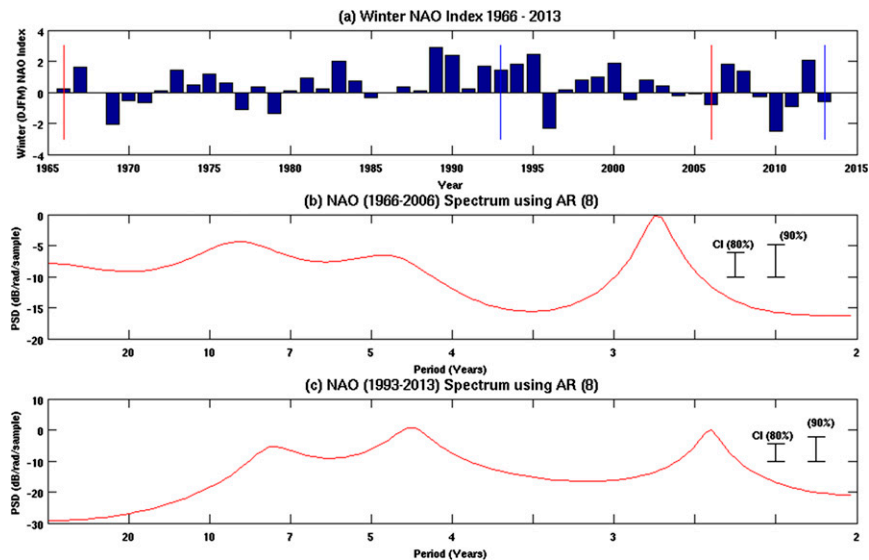 (a) Winter NAO Index 1966 - 2013
Winter (DJFM) NAO Index
4
2
0
-2
-4
1965 1970 1975 1980 1985 1990 1995 2000 2005 2010 2015
Year
(b) NAO (1966-2006) Spectrum using AR (8)
PSD (dB/rad/sample)
0
-5
-10
-15
-20
CI (80%)
(90%)
20 10 7 5 4 3 2
Period (Years)
(c) NAO (1993-2013) Spectrum using AR (8)
PSD (dB/rad/sample)
10
0
-10
-20
-30
CI (80%)
(90%)
20 10 7 5 4 3 2
Period (Years)